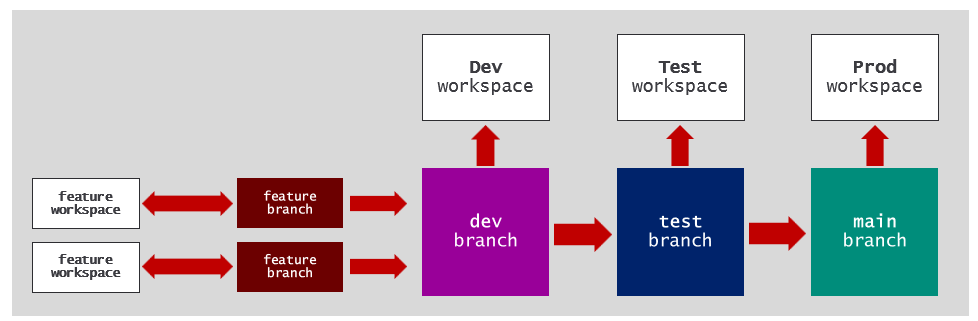 Dev
workspace
Test
workspace
Prod
workspace
feature
workspace
feature
branch
dev
branch
test
branch
main
branch
feature
workspace
feature
branch